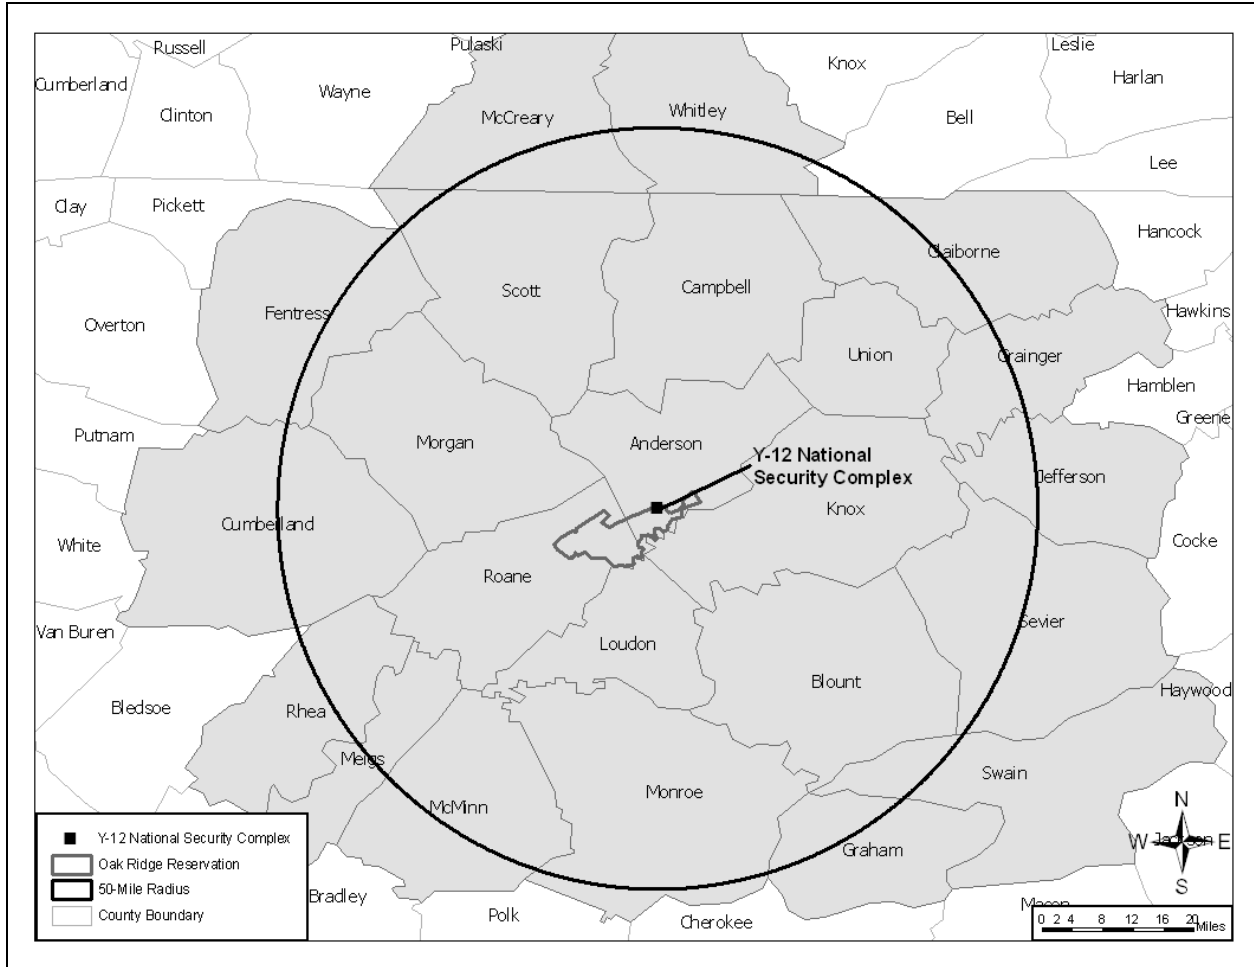 Russell
Pulaski
Leslie
Cumberland
Knox
Harlan
Wayne
Clinton
McCreary
Whitley
Bell
Lee
Clay
Pickett
Hancock
Claiborne
Scott
Campbell
Fentress
Hawkins
Overton
Union
Grainger
Hamblen
Greene
Putnam
Morgan
Anderson
Y-12 National
Security Complex
Jefferson
Knox
Cumberland
White
Cocke
Roane
Van Buren
Sevier
Loudon
Blount
Haywood
Bledsoe
Rhea
Meigs
Swain
Monroe
McMinn
N
W
Jackson
E
S
Graham
Y-12 National Security Complex
Oak Ridge Reservation
50-Mile Radius
County Boundary
Bradley
Polk
Cherokee
Macon
0 2 4 8 12 16 20
Miles